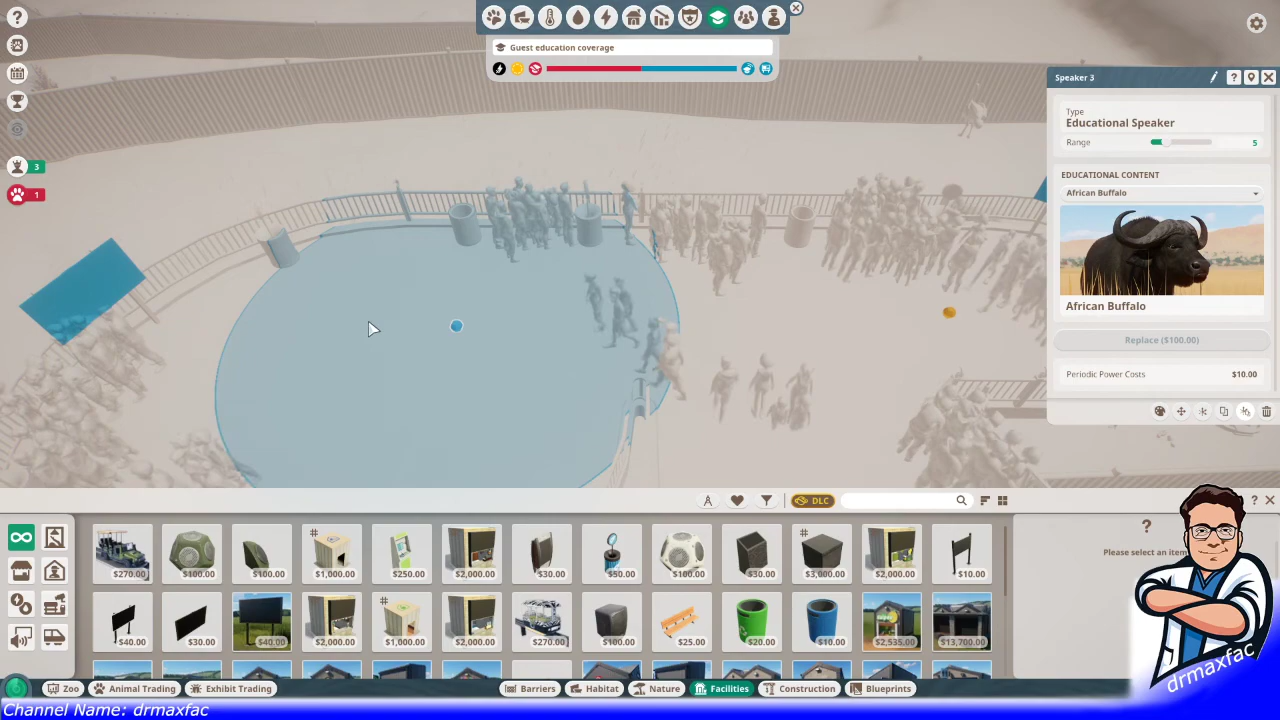 Guest education coverage
3
1
Speaker 3
Type
Educational Speaker
Range 5
EDUCATIONAL CONTENT
African Buffalo
African Buffalo
Replace ($100.00)
Periodic Power Costs $10.00
DLC
$270.00 $100.00 $100.00 $1,000.00 $250.00 $2,000.00 $30.00 $50.00 $100.00 $30.00 $3,000.00 $2,000.00 $10.00
Please select an item
$40.00 $30.00 $40.00 $2,000.00 $1,000.00 $2,000.00 $270.00 $100.00 $25.00 $20.00 $10.00 $2,535.00 $13,700.00
drmaxfac
Zoo Animal Trading Exhibit Trading Barriers Habitat Nature Facilities Construction Blueprints
Channel Name: drmaxfac